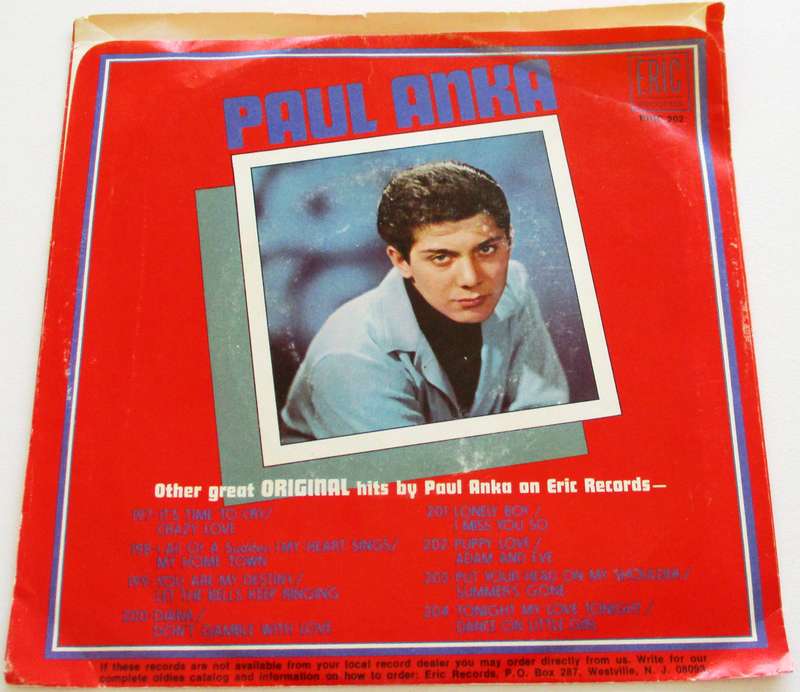 PAUL ANKA
ERIC
RECORDS
202
Other great ORIGINAL hits by Paul Anka on Eric Records—
197 IT'S TIME TO CRY/
CRAZY LOVE
198 (All Of A Sudden) MY HEART SINGS/
MY HOME TOWN
199 YOU ARE MY DESTINY/
LET THE BELLS KEEP RINGING
200 DIANA/
DON'T GAMBLE WITH LOVE
201 LONELY BOY/
I MISS YOU SO
202 PUPPY LOVE/
ADAM AND EVE
203 PUT YOUR HEAD ON MY SHOULDER/
SUMMER'S GONE
204 TONIGHT MY LOVE TONIGHT/
DANCE ON LITTLE GIRL
If these records are not available from your local record dealer you may order directly from us. Write for our
complete oldies catalog and information on how to order: Eric Records, P.O. Box 287, Westville, N. J. 08093